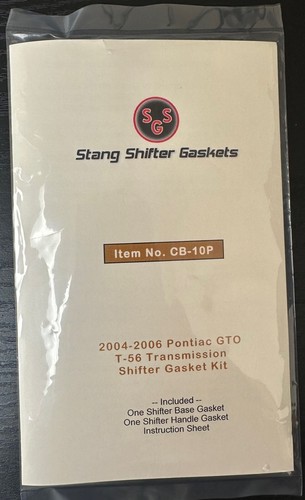 SGS
Stang Shifter Gaskets
Item No. CB-10P
2004-2006 Pontiac GTO
T-56 Transmission
Shifter Gasket Kit
-- Included --
One Shifter Base Gasket
One Shifter Handle Gasket
Instruction Sheet